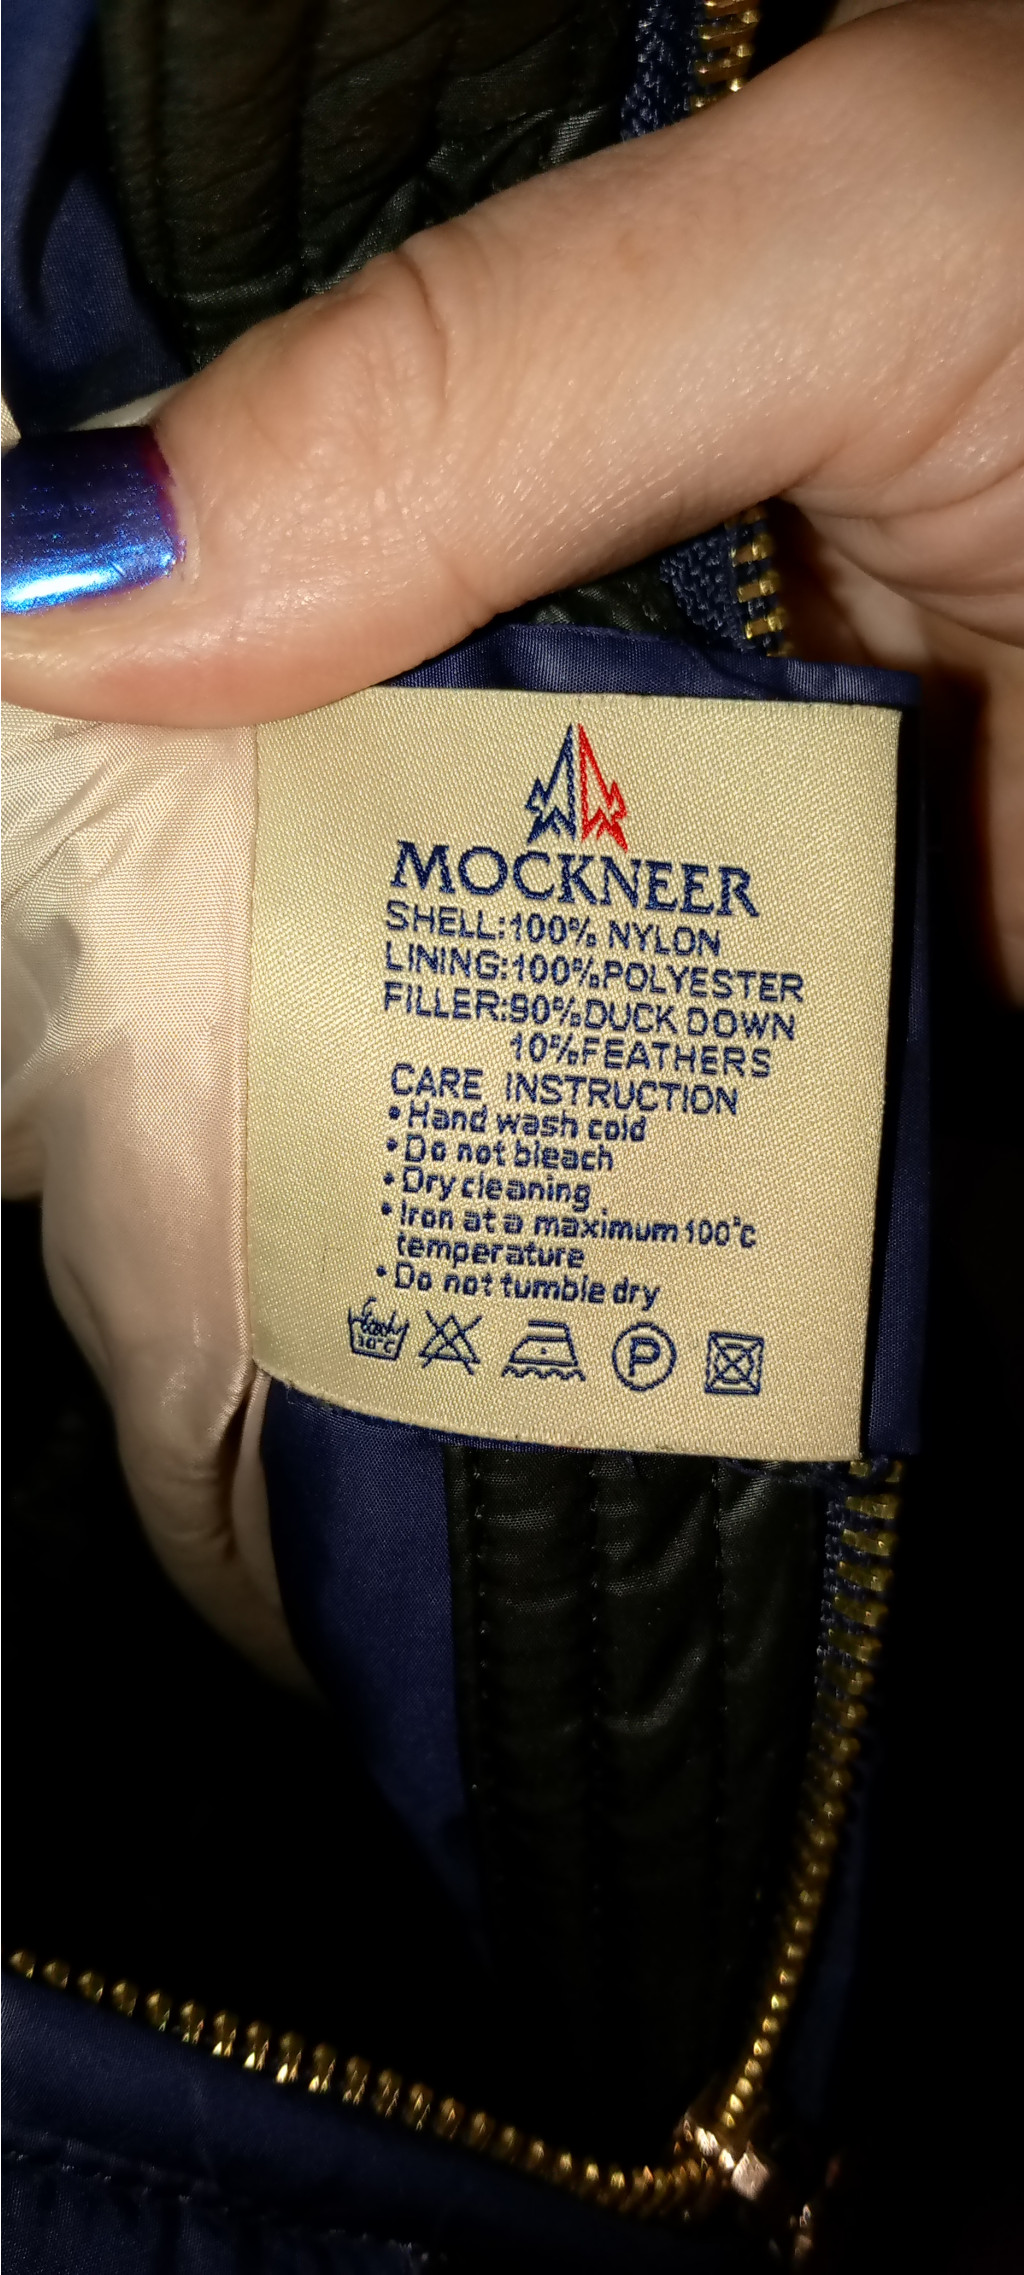 MOCKNEER
SHELL:100% NYLON
LINING:100%POLYESTER
FILLER:90%DUCK DOWN
10%FEATHERS
CARE INSTRUCTION
•Hand wash cold
•Do not bleach
•Dry cleaning
•Iron at a maximum 100°c
temperature
•Do not tumble dry
30°C P